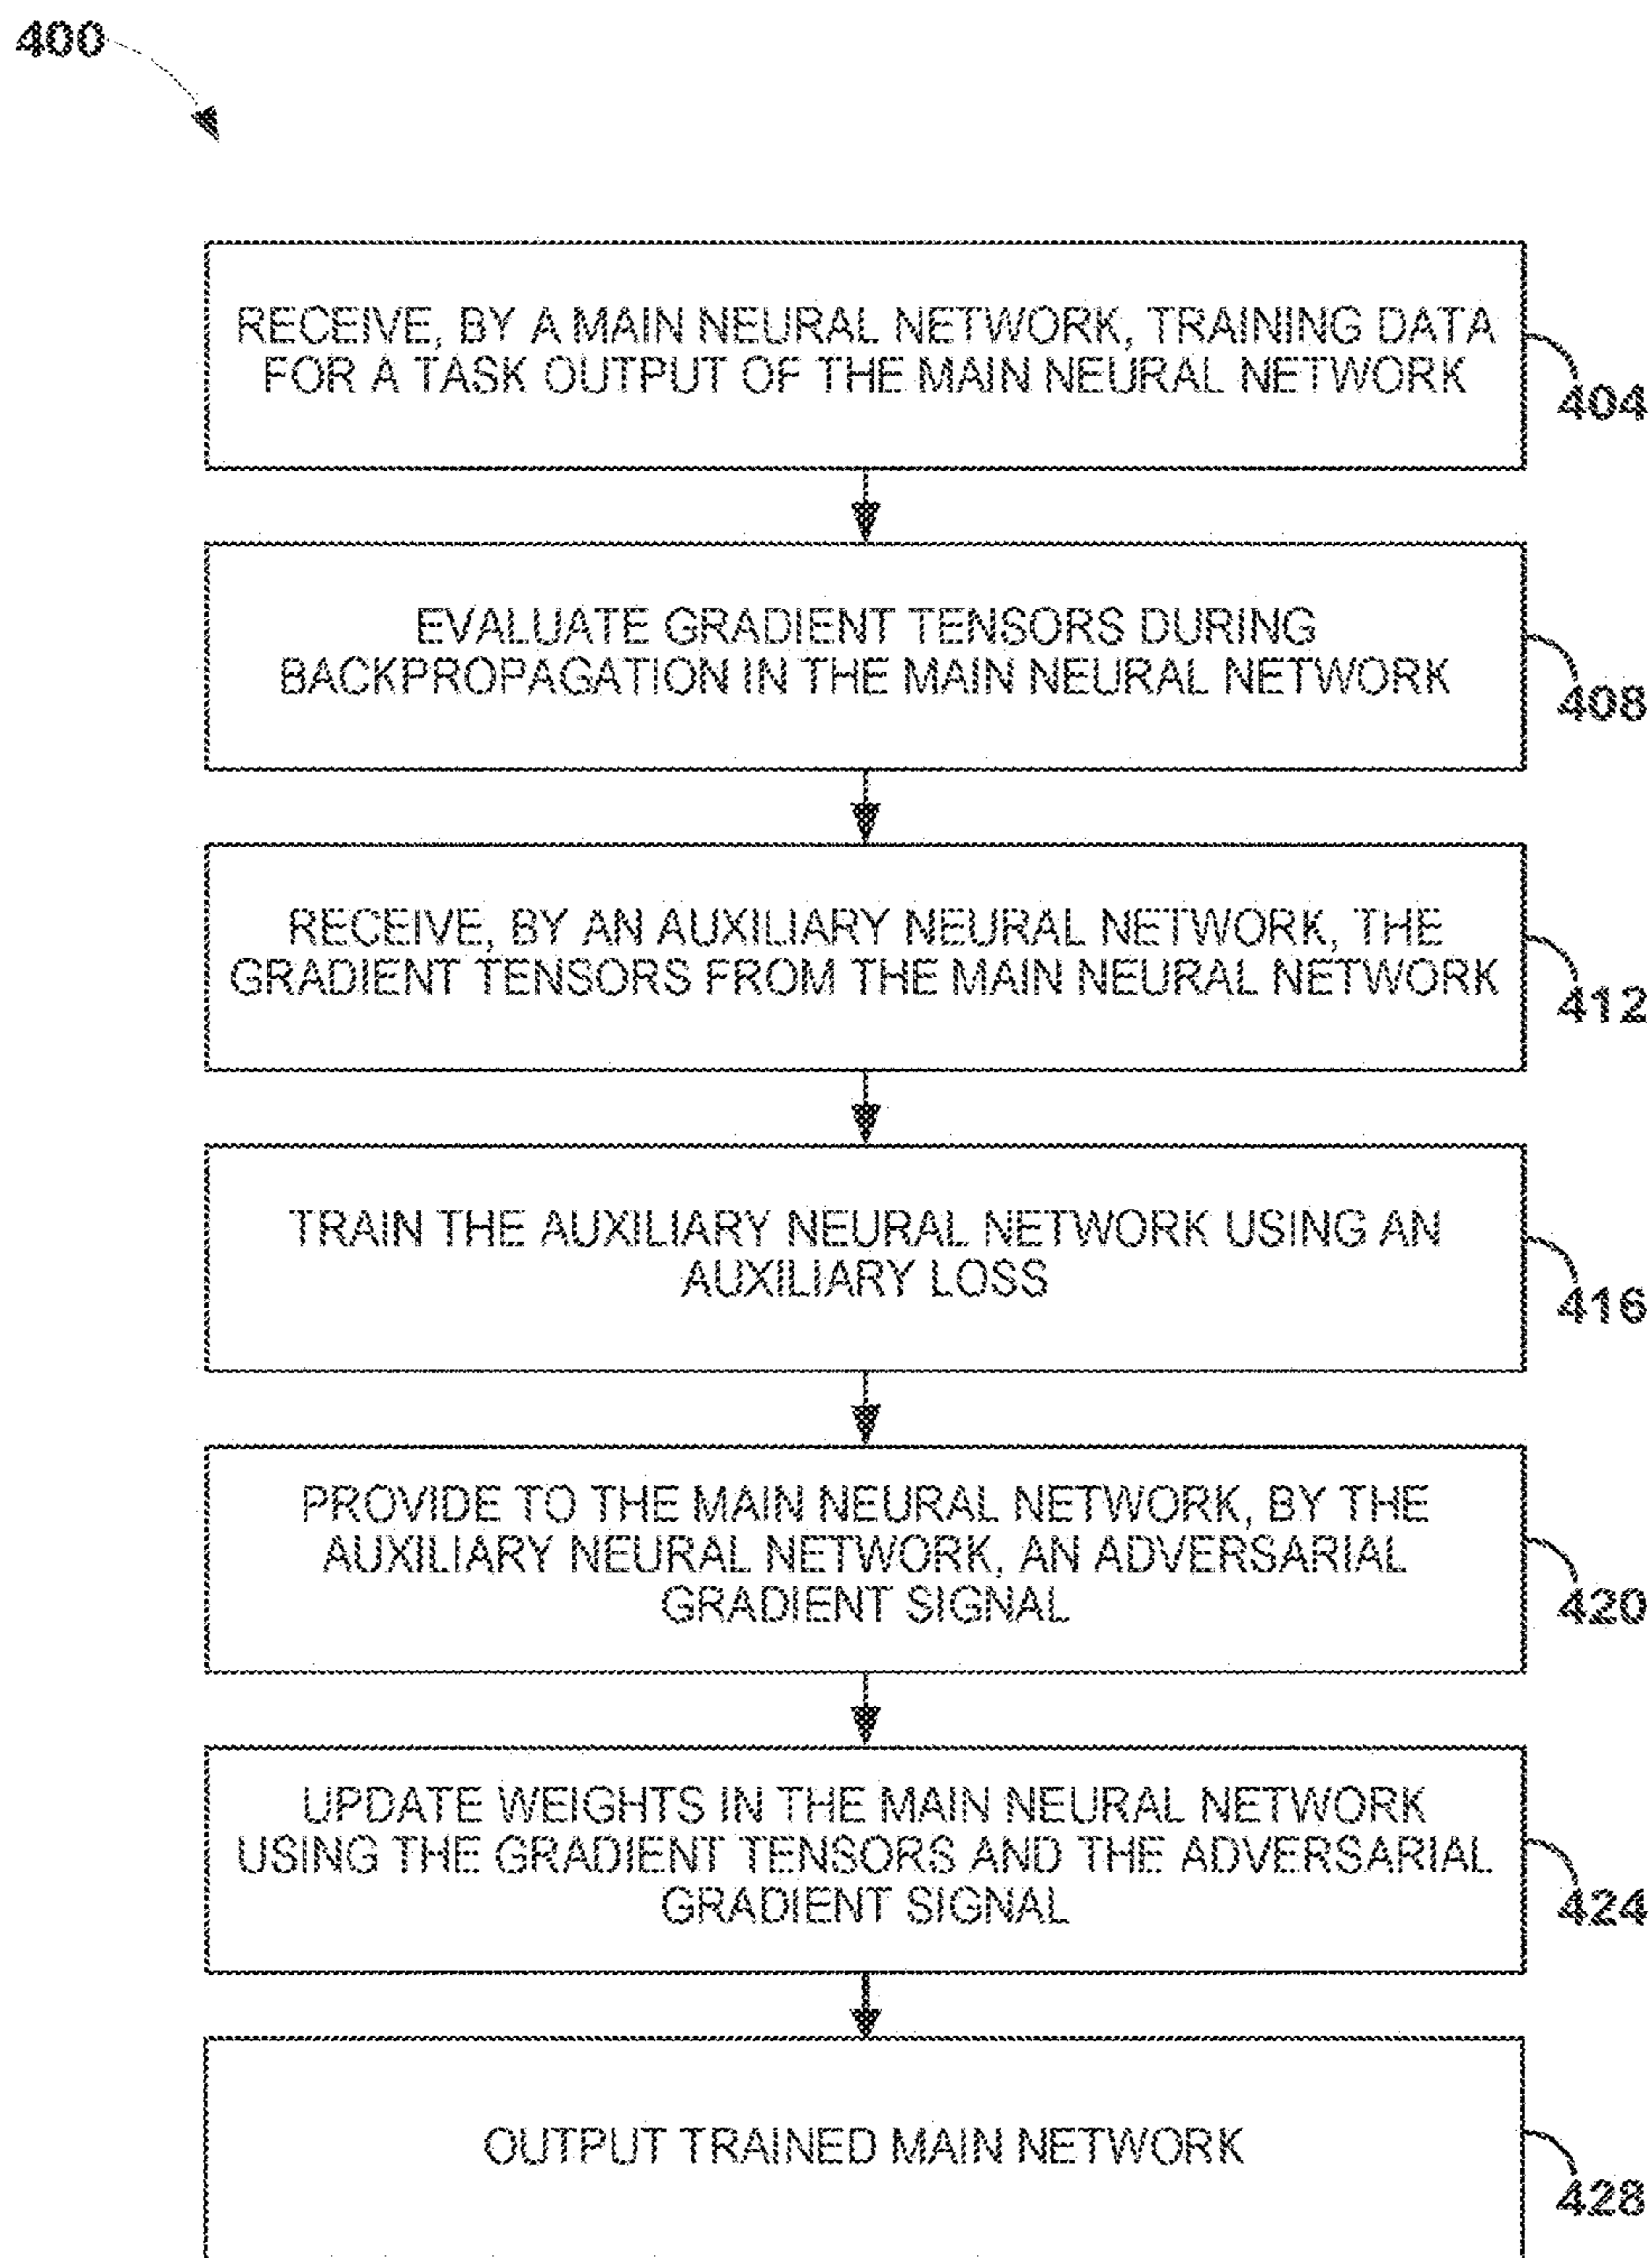 400
RECEIVE, BY A MAIN NEURAL NETWORK, TRAINING DATA
FOR A TASK OUTPUT OF THE MAIN NEURAL NETWORK
404
EVALUATE GRADIENT TENSORS DURING
BACKPROPAGATION IN THE MAIN NEURAL NETWORK
408
RECEIVE, BY AN AUXILIARY NEURAL NETWORK, THE
GRADIENT TENSORS FROM THE MAIN NEURAL NETWORK
412
TRAIN THE AUXILIARY NEURAL NETWORK USING AN
AUXILIARY LOSS
416
PROVIDE TO THE MAIN NEURAL NETWORK, BY THE
AUXILIARY NEURAL NETWORK, AN ADVERSARIAL
GRADIENT SIGNAL
420
UPDATE WEIGHTS IN THE MAIN NEURAL NETWORK
USING THE GRADIENT TENSORS AND THE ADVERSARIAL
GRADIENT SIGNAL
424
OUTPUT TRAINED MAIN NETWORK
428